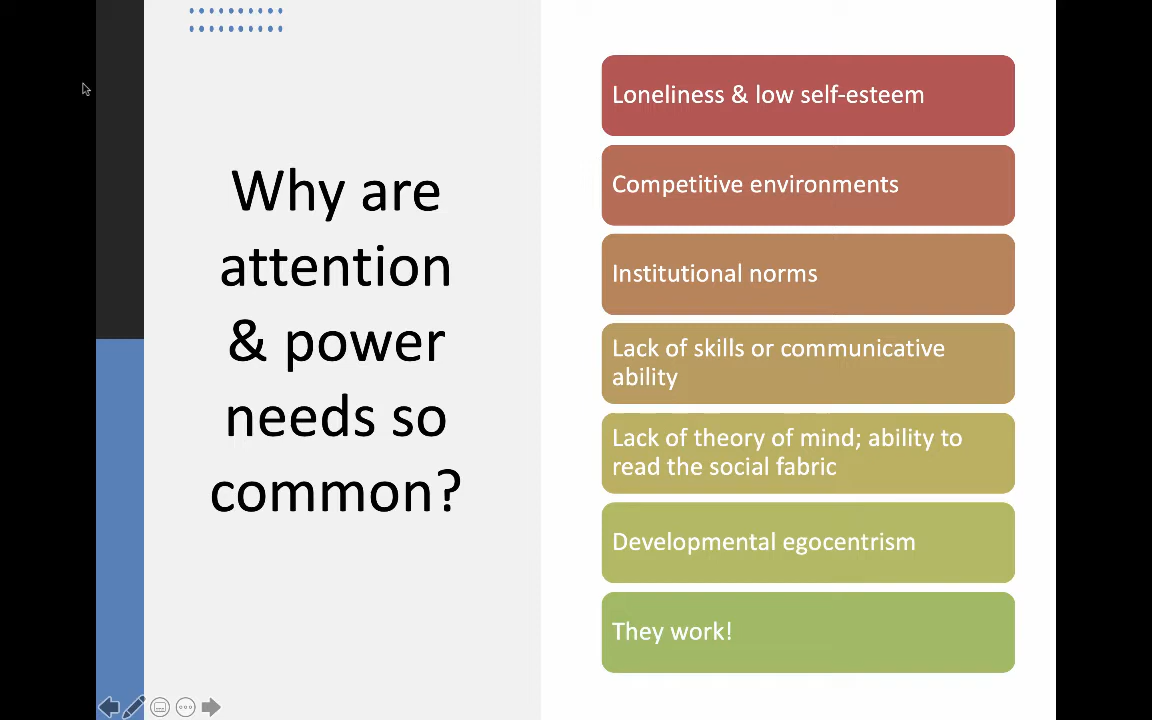 Why are
attention
& power
needs so
common?
Loneliness & low self-esteem
Competitive environments
Institutional norms
Lack of skills or communicative
ability
Lack of theory of mind; ability to
read the social fabric
Developmental egocentrism
They work!